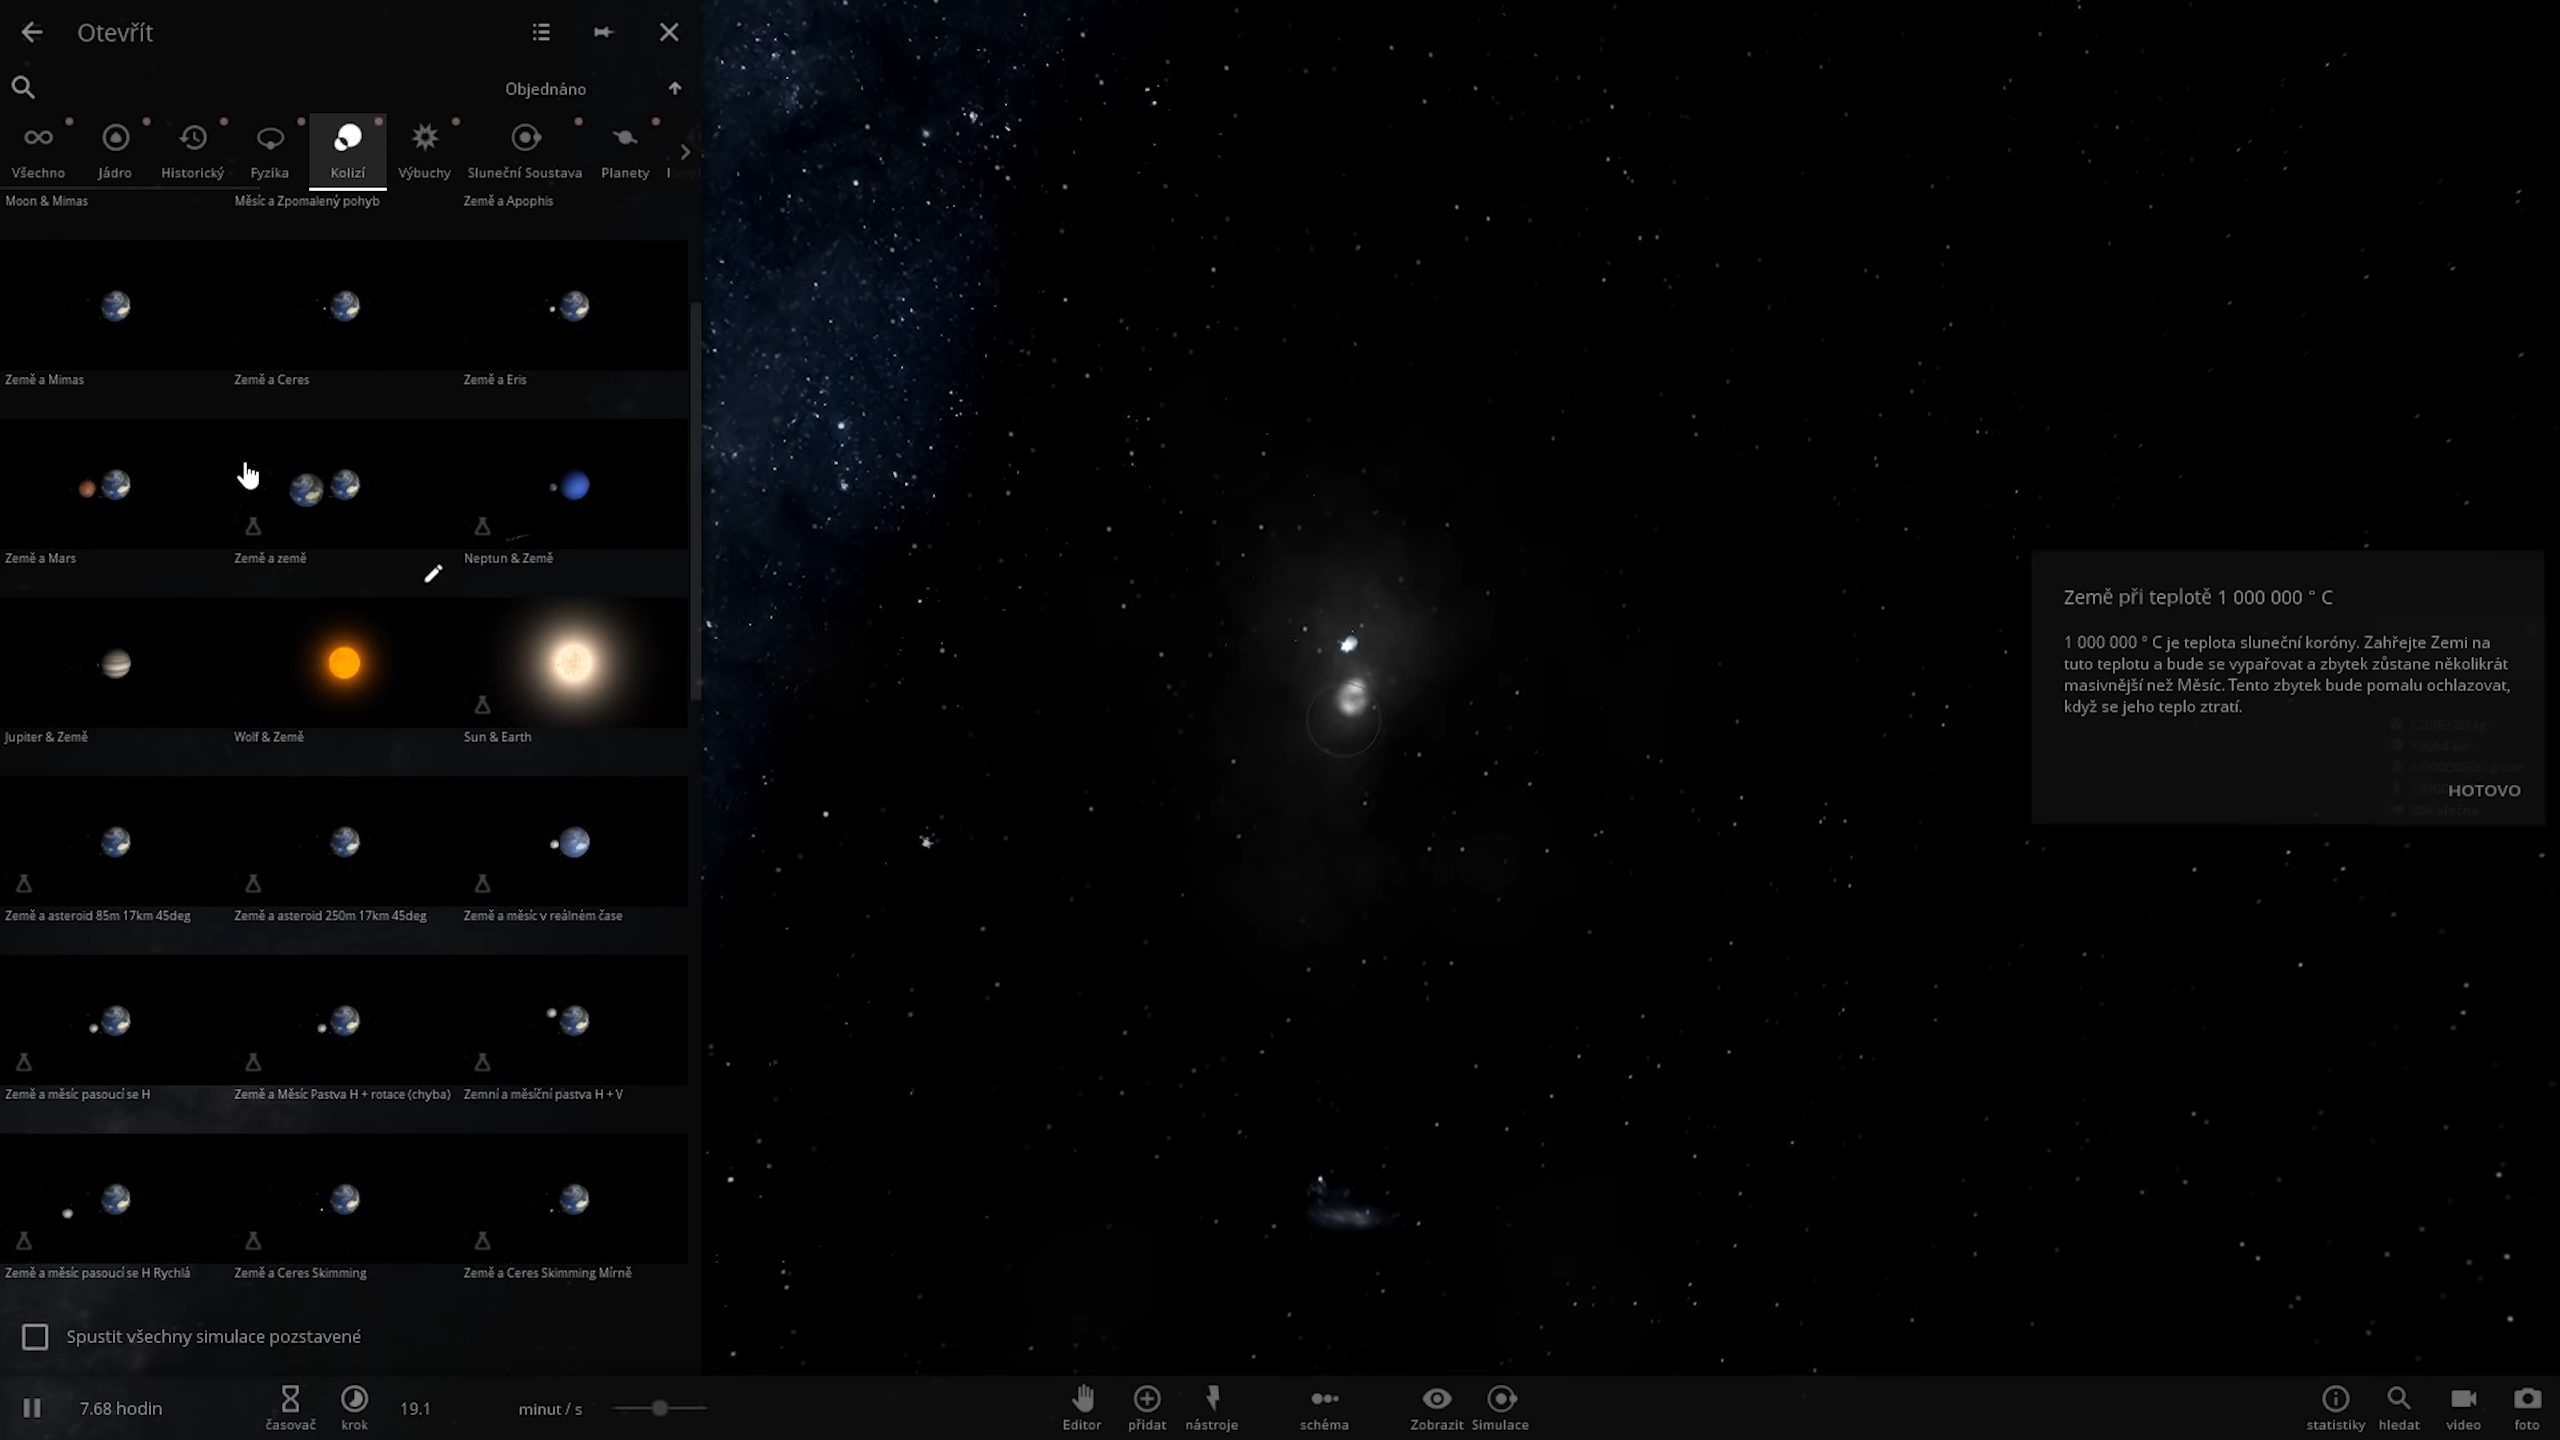 Otevřít
Objednáno
Všechno
Jádro
Historický
Fyzika
Kolizí
Výbuchy
Sluneční Soustava
Planety
Moon & Mimas
Měsíc a Zpomalený pohyb
Země a Apophis
Země a Mimas
Země a Ceres
Země a Eris
Země a Mars
Země a země
Neptun & Země
Jupiter & Země
Wolf & Země
Sun & Earth
Země a asteroid 85m 17km 45deg
Země a asteroid 250m 17km 45deg
Země a měsíc v reálném čase
Země a měsíc pasoucí se H
Země a Měsíc Pastva H + rotace (chyba)
Zemní a měsíční pastva H + V
Země a měsíc pasoucí se H Rychlá
Země a Ceres Skimming
Země a Ceres Skimming Mírně
Spustit všechny simulace pozstavené
Země při teplotě 1 000 000 ° C
1 000 000 ° C je teplota sluneční koróny. Zahřejte Zemi na
tuto teplotu a bude se vypařovat a zbytek zůstane několikrát
masivnější než Měsíc. Tento zbytek bude pomalu ochlazovat,
když se jeho teplo ztratí.
HOTOVO
7.68 hodin
časovač
krok
19.1
minut / s
Editor
přidat
nástroje
schéma
Zobrazit
Simulace
statistiky
hledat
video
foto